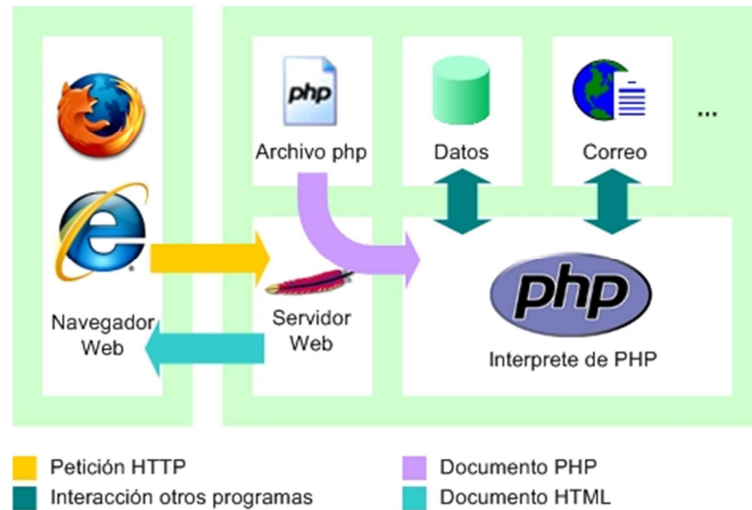 php
Archivo php
Datos
Correo
...
Navegador
Web
Servidor
Web
php
Interprete de PHP
Petición HTTP
Interacción otros programas
Documento PHP
Documento HTML